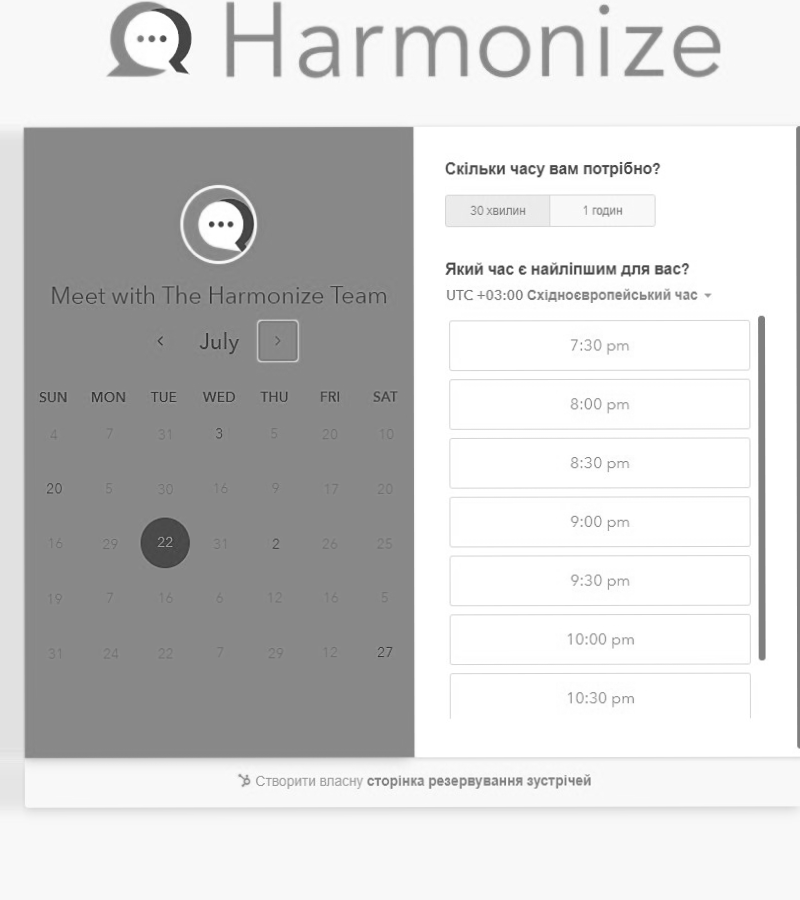 Harmonize
Meet with The Harmonize Team
July
SUN MON TUE WED THU FRI SAT
4 7 31 3 5 20 10
20 5 30 16 9 17 20
16 29 22 31 2 26 25
19 7 16 6 12 16 5
31 24 22 7 29 12 27
Скільки часу вам потрібно?
30 хвилин 1 годин
Який час є найліпшим для вас?
UTC +03:00 Східноєвропейський час
7:30 pm
8:00 pm
8:30 pm
9:00 pm
9:30 pm
10:00 pm
10:30 pm
Створити власну сторінка резервування зустрічей